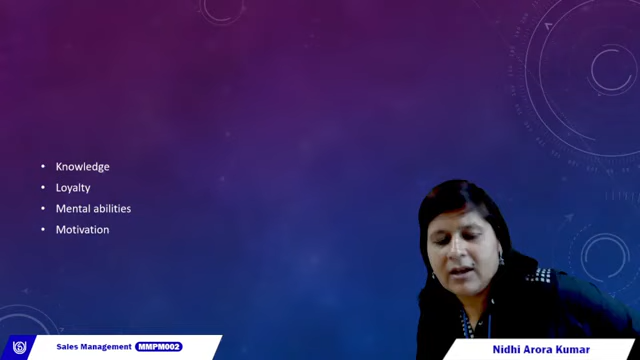 • Knowledge
• Loyalty
• Mental abilities
• Motivation
Sales Management MMPM002
Nidhi Arora Kumar